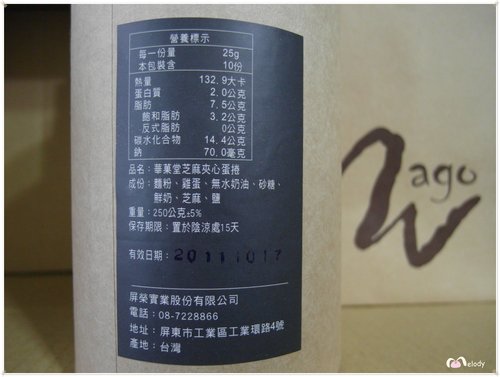 營養標示
每一份量 25g
本包裝含 10份
熱量 132.9大卡
蛋白質 2.0公克
脂肪 7.5公克
飽和脂肪 3.2公克
反式脂肪 0公克
碳水化合物 14.4公克
鈉 70.0毫克
品名：華菓堂芝麻夾心蛋捲
成份：麵粉、雞蛋、無水奶油、砂糖、
鮮奶、芝麻、鹽
重量：250公克±5%
保存期限：置於陰涼處15天
有效日期：20111017
屏榮實業股份有限公司
電話：08-7228866
地址：屏東市工業區工業環路4號
產地：台灣
Wago
melody